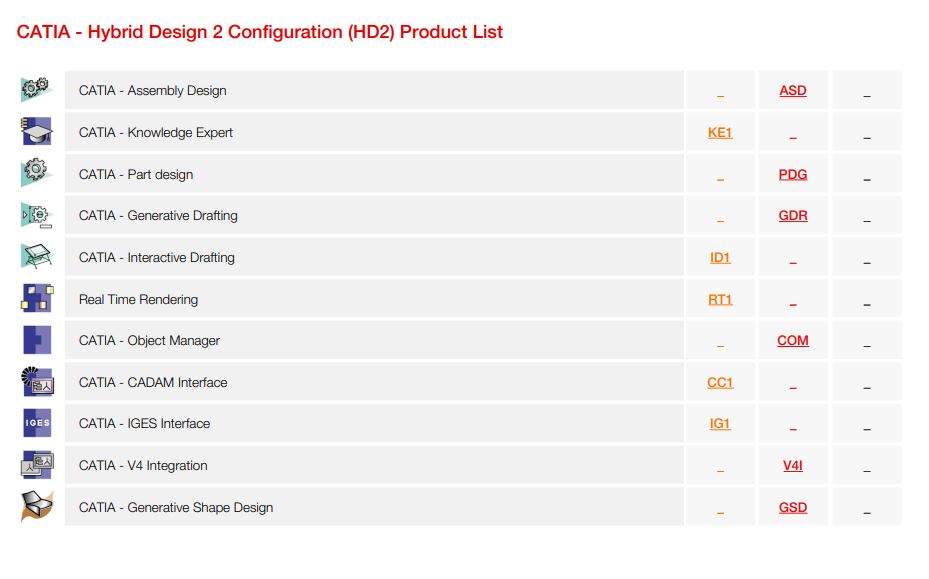 CATIA - Hybrid Design 2 Configuration (HD2) Product List
CATIA - Assembly Design _ ASD _
CATIA - Knowledge Expert KE1 _ _
CATIA - Part design _ PDG _
CATIA - Generative Drafting _ GDR _
CATIA - Interactive Drafting ID1 _ _
Real Time Rendering RT1 _ _
CATIA - Object Manager _ COM _
CATIA - CADAM Interface CC1 _ _
IGES CATIA - IGES Interface IG1 _ _
CATIA - V4 Integration _ V4I _
CATIA - Generative Shape Design _ GSD _